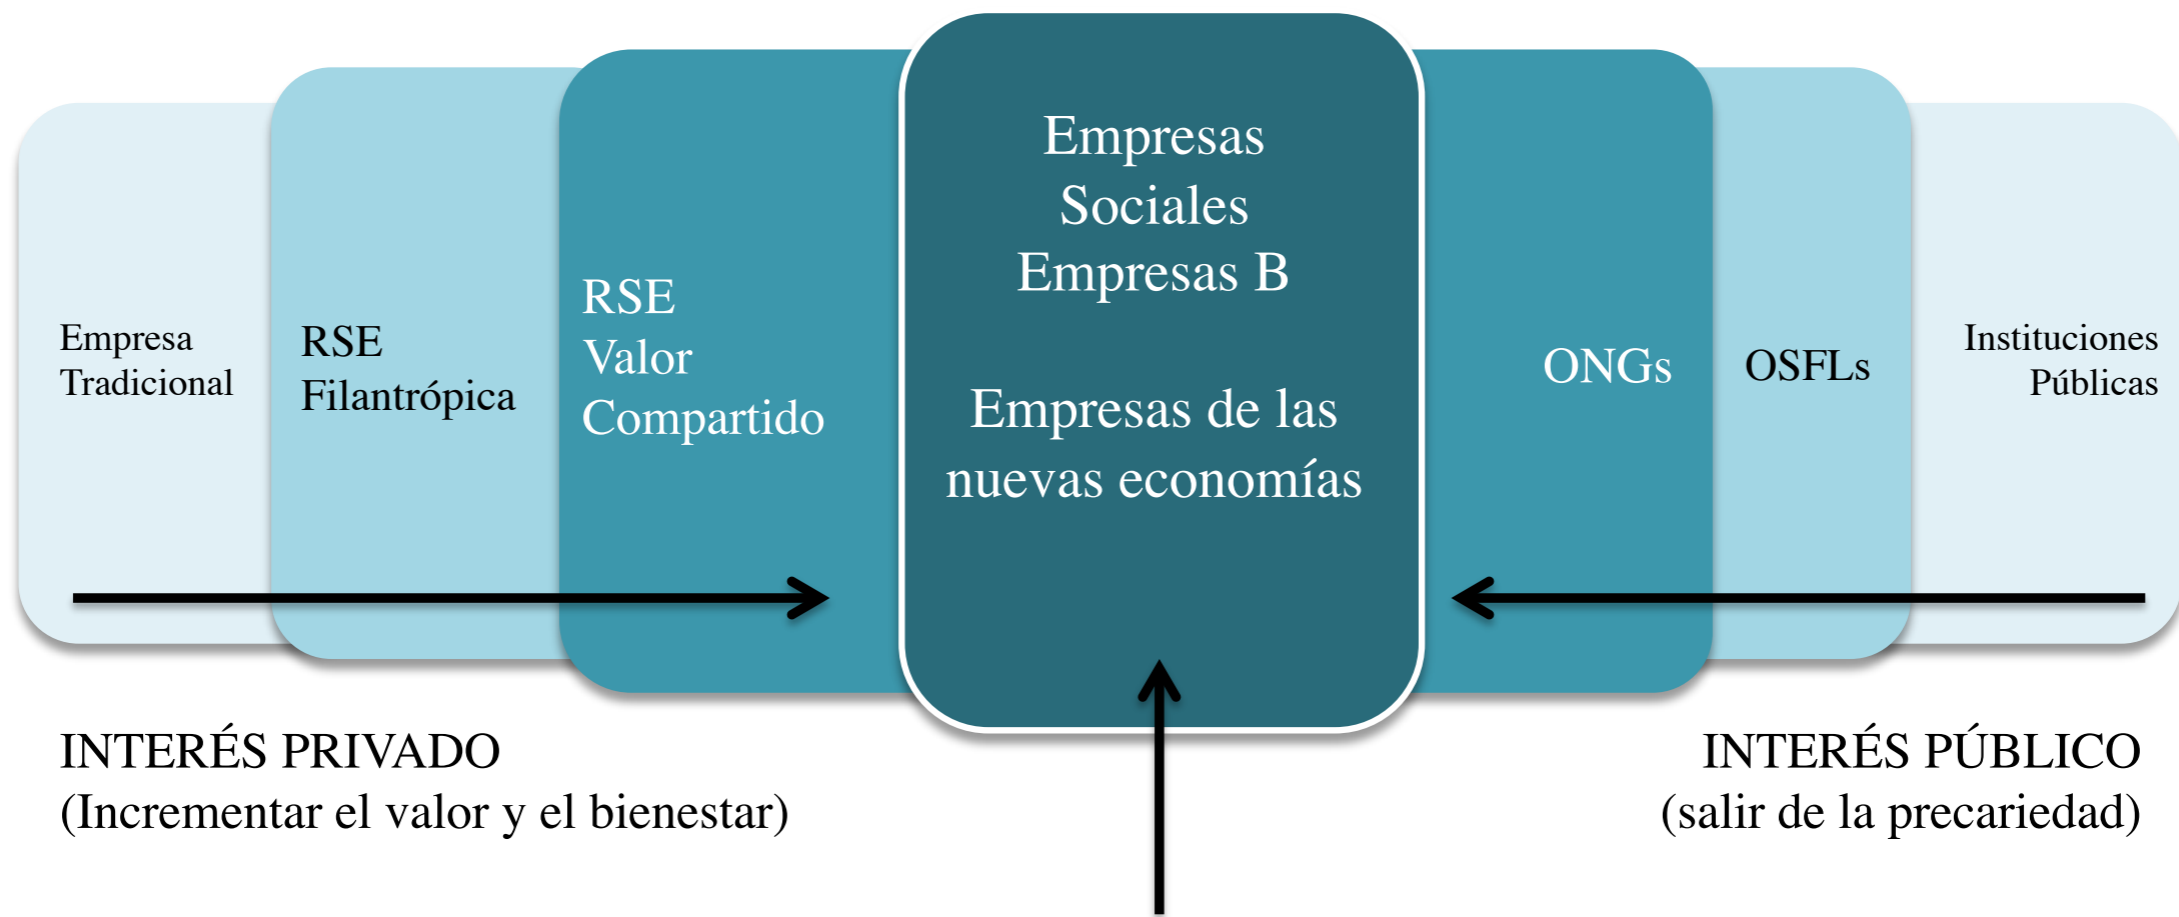 Empresa
Tradicional
RSE
Filantrópica
RSE
Valor
Compartido
Empresas
Sociales
Empresas B
Empresas de las
nuevas economías
ONGs
OSFLs
Instituciones
Públicas
INTERÉS PRIVADO
(Incrementar el valor y el bienestar)
INTERÉS PÚBLICO
(salir de la precariedad)